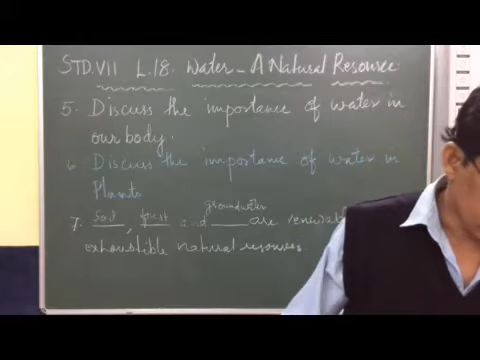 STD.VII L.18. Water - A Natural Resource
5. Discuss the importance of water in
our body.
6. Discuss the importance of water in
Plants
groundwater
7. Soil, forest and ____ are
exhaustible natural resources.